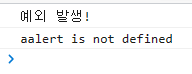 예외 발생!
aalert is not defined